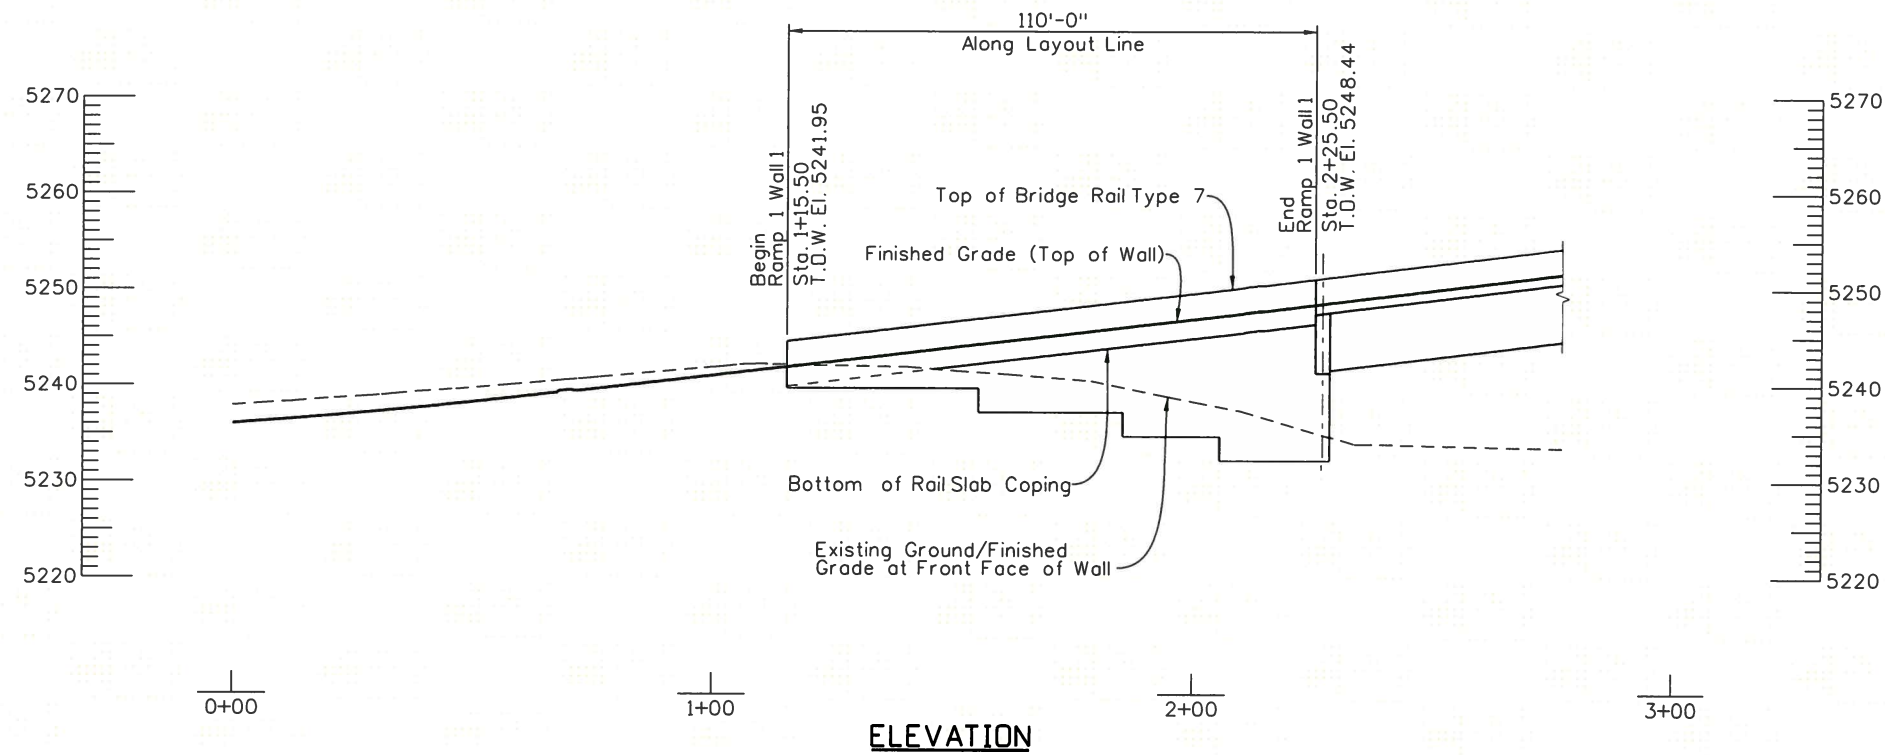 110'-0"
Along Layout Line
5270
5260
5250
5240
5230
5220
Begin
Ramp 1 Wall 1
Sta. 1+15.50
T.O.W. El. 5241.95
End
Ramp 1 Wall 1
Sta. 2+25.50
T.O.W. El. 5248.44
Top of Bridge Rail Type 7
Finished Grade (Top of Wall)
Bottom of Rail Slab Coping
Existing Ground/Finished
Grade at Front Face of Wall
5270
5260
5250
5240
5230
5220
0+00
1+00
2+00
3+00
ELEVATION